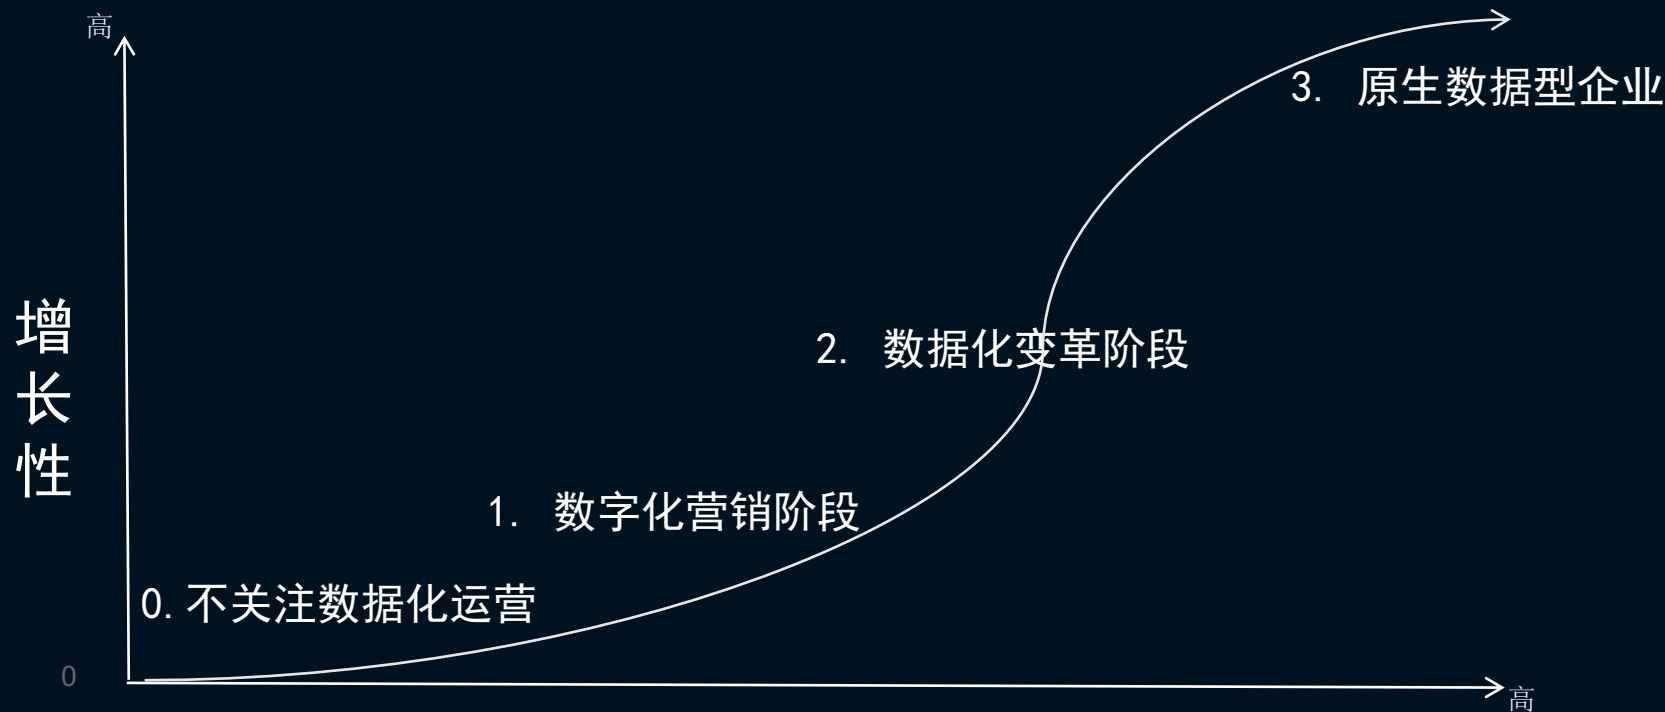 高
3. 原生数据型企业
增
长
性
2. 数据化变革阶段
1. 数字化营销阶段
0.不关注数据化运营
0
高